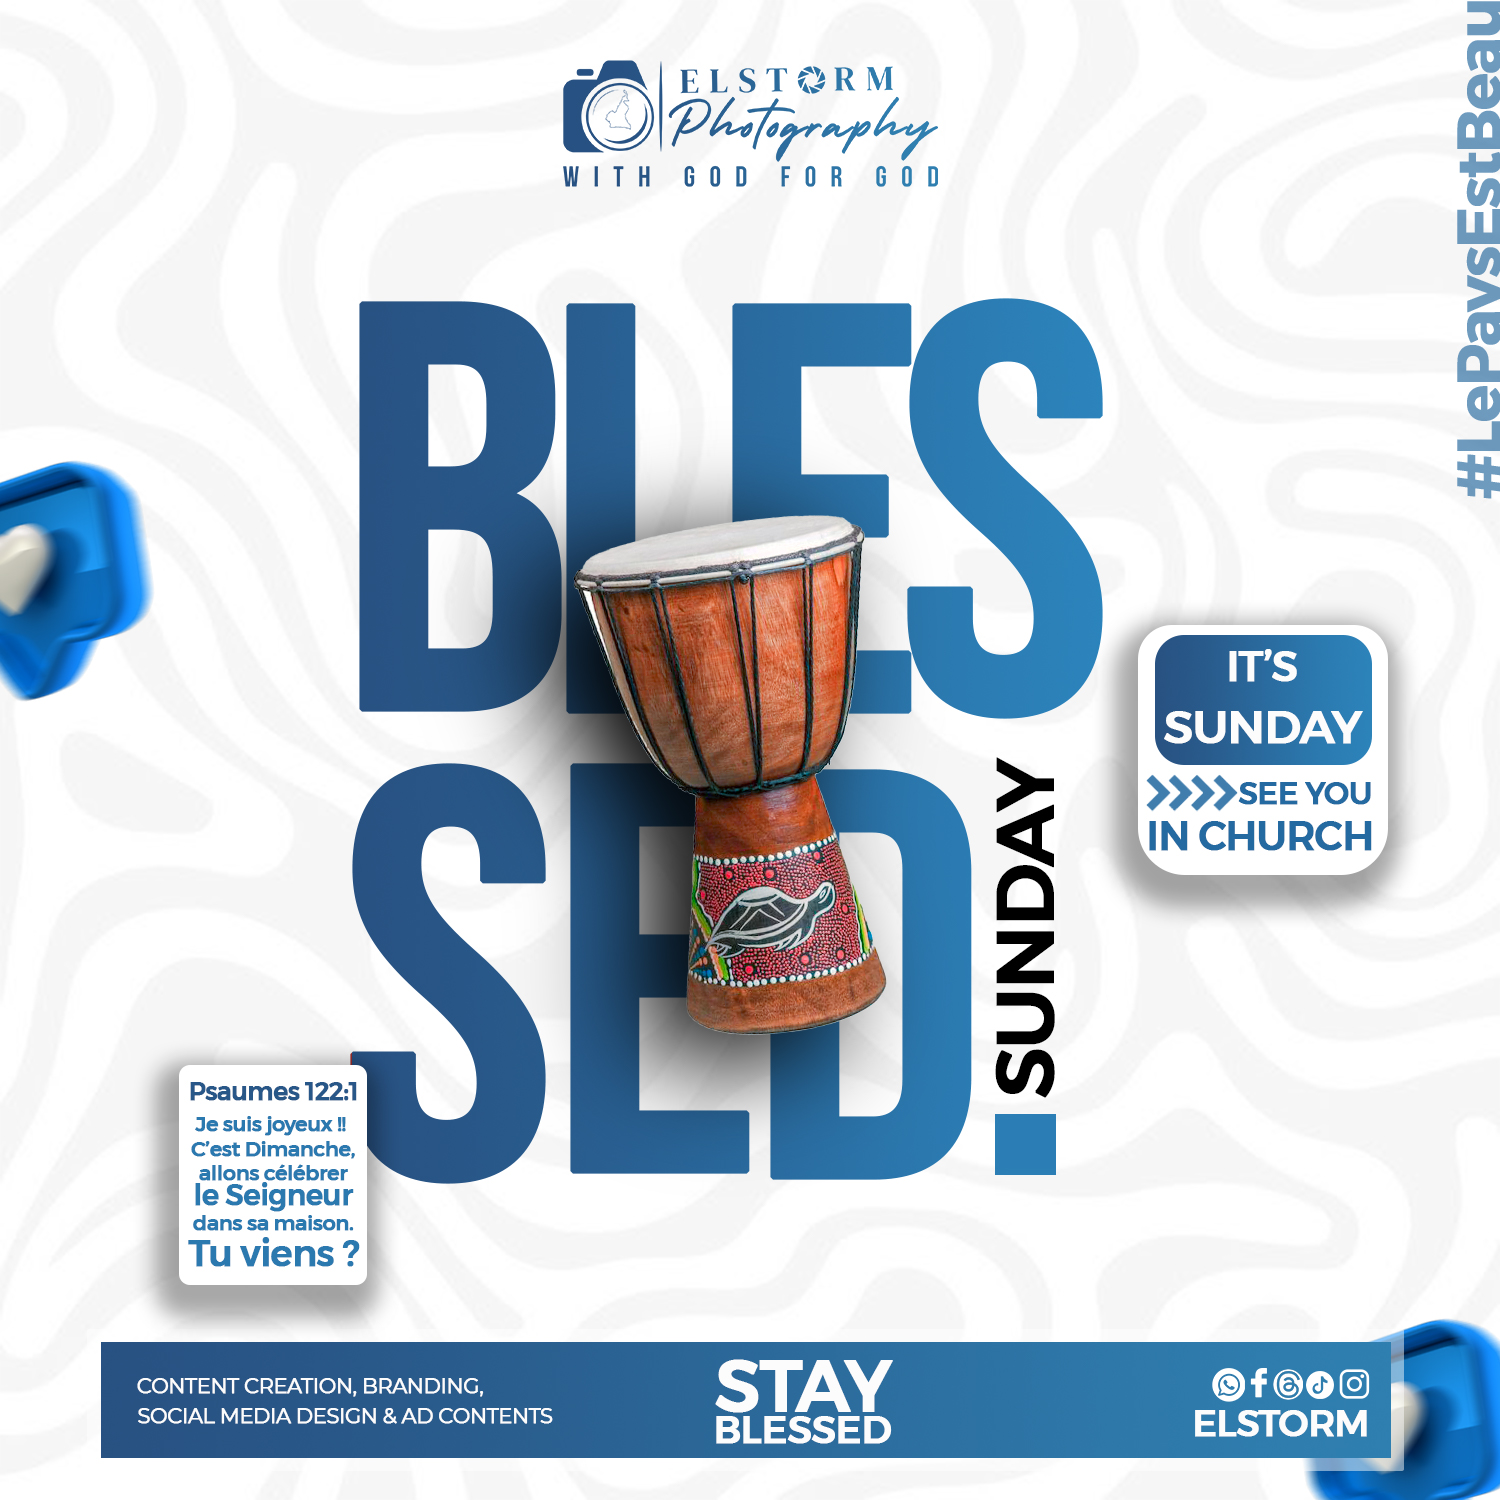 ELSTORM
Photography
WITH GOD FOR GOD
#LePaysEstBeau
BLES
SED
SUNDAY
IT'S
SUNDAY
SEE YOU
IN CHURCH
Psaumes 122:1
Je suis joyeux !!
C'est Dimanche,
allons célébrer
le Seigneur
dans sa maison.
Tu viens ?
CONTENT CREATION, BRANDING,
SOCIAL MEDIA DESIGN & AD CONTENTS
STAY
BLESSED
ELSTORM